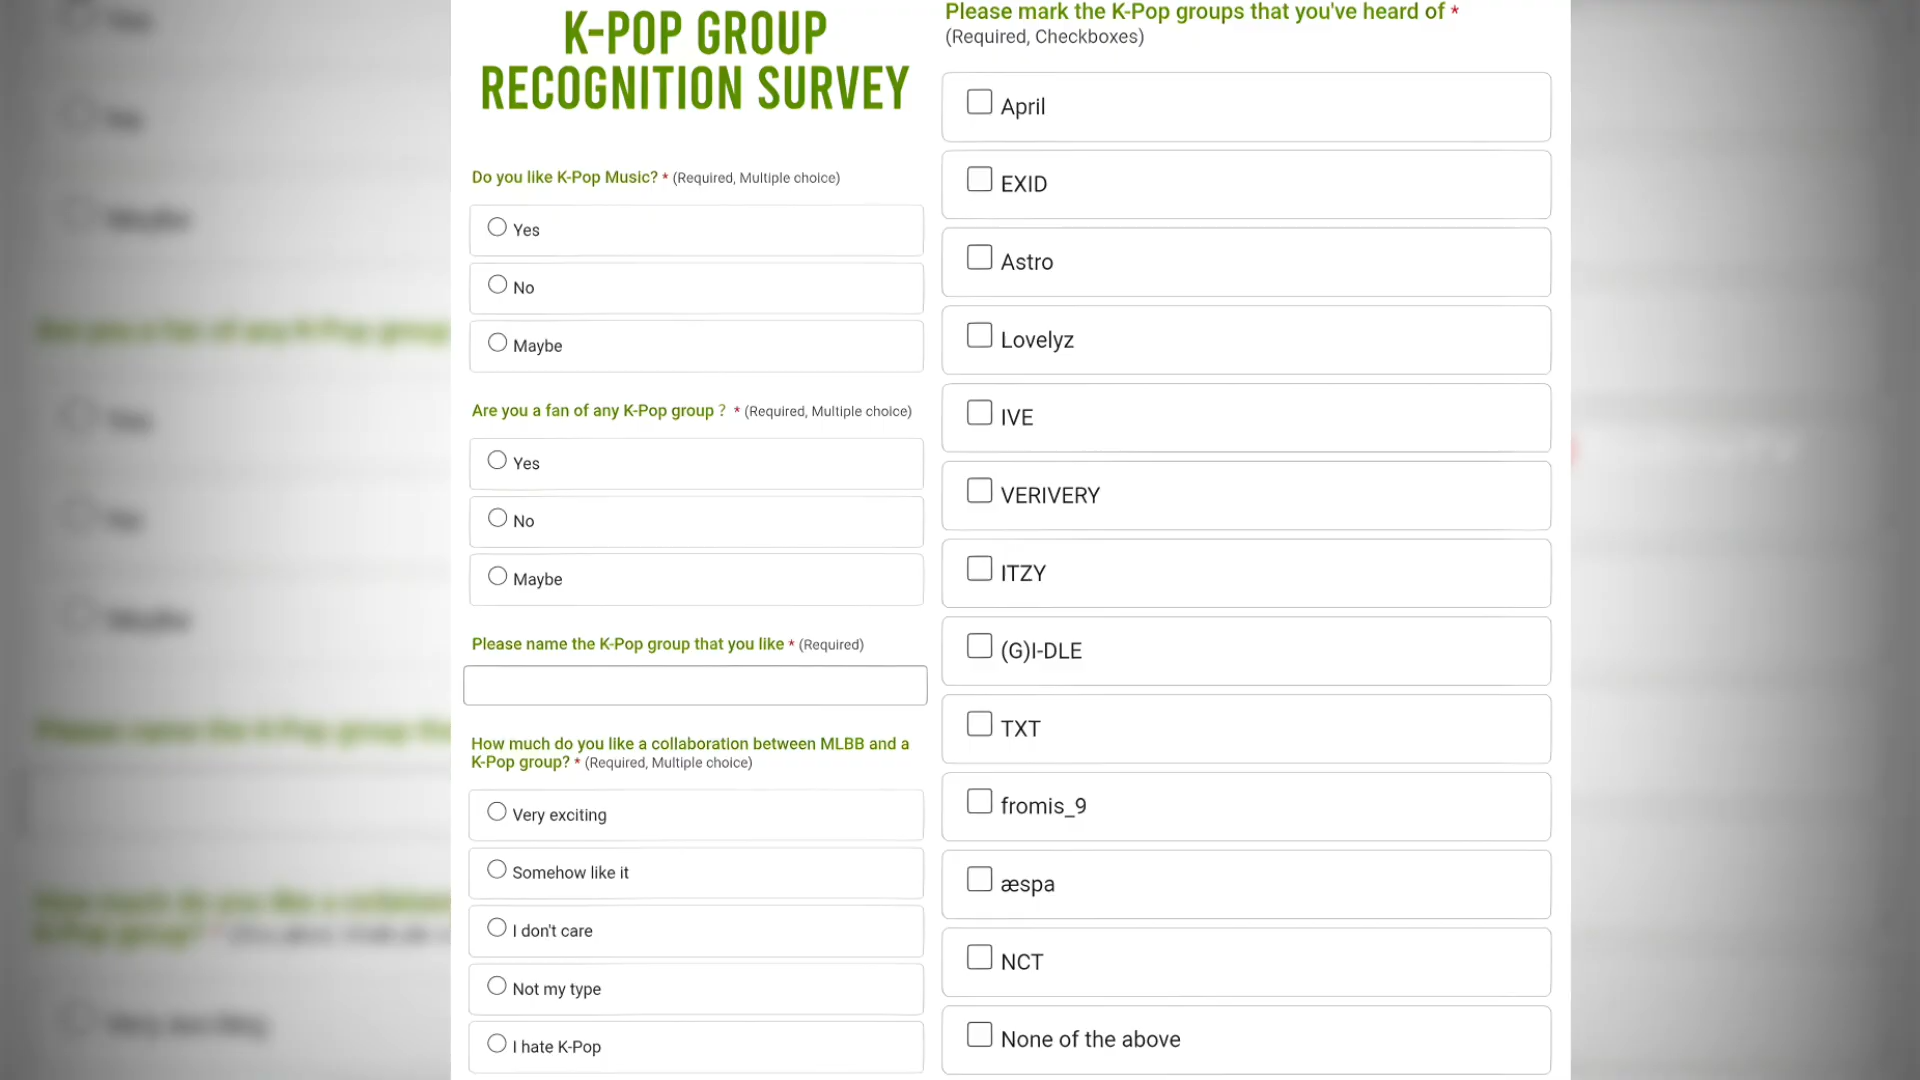 K-POP GROUP
RECOGNITION SURVEY
Do you like K-Pop Music? * (Required, Multiple choice)
Yes
No
Maybe
Are you a fan of any K-Pop group ? * (Required, Multiple choice)
Yes
No
Maybe
Please name the K-Pop group that you like * (Required)
How much do you like a collaboration between MLBB and a
K-Pop group? * (Required, Multiple choice)
Very exciting
Somehow like it
I don't care
Not my type
I hate K-Pop
Please mark the K-Pop groups that you've heard of *
(Required, Checkboxes)
April
EXID
Astro
Lovelyz
IVE
VERIVERY
ITZY
(G)I-DLE
TXT
fromis_9
æspa
NCT
None of the above